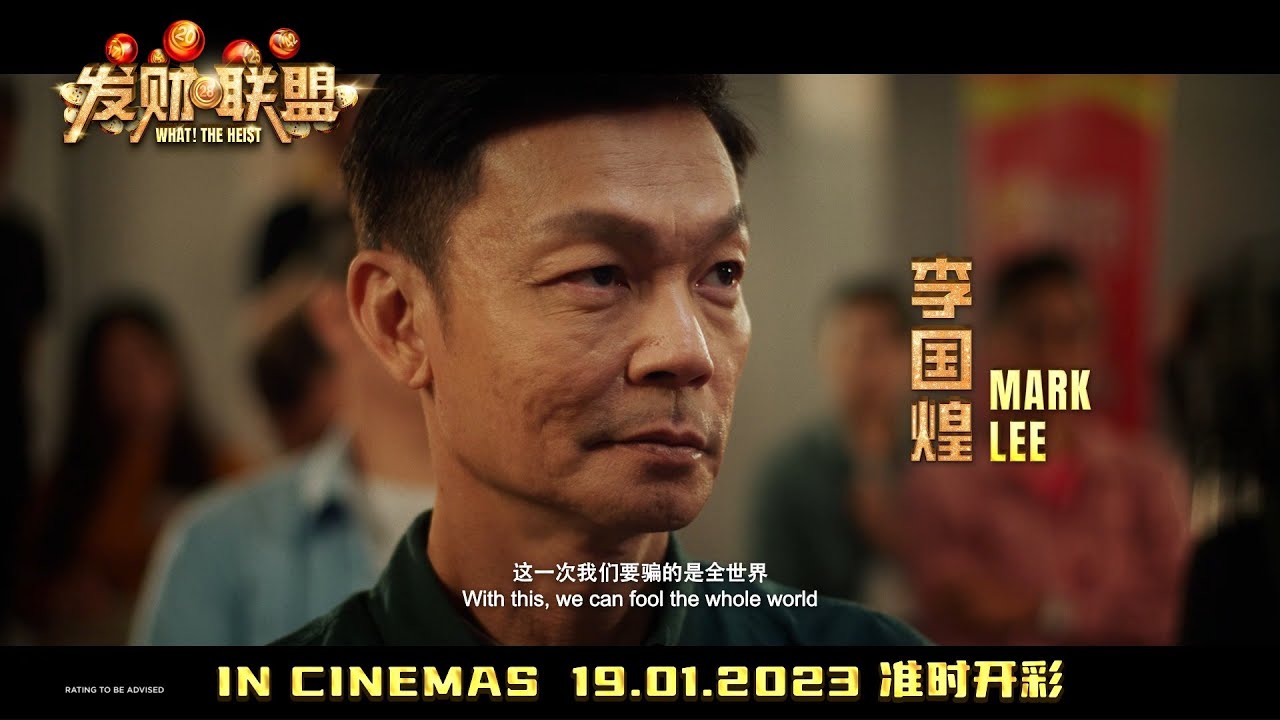 发财联盟
WHAT! THE HEI$T
李国煌
MARK
LEE
这一次我们要骗的是全世界
With this, we can fool the whole world
RATING TO BE ADVISED
IN CINEMAS 19.01.2023 准时开彩